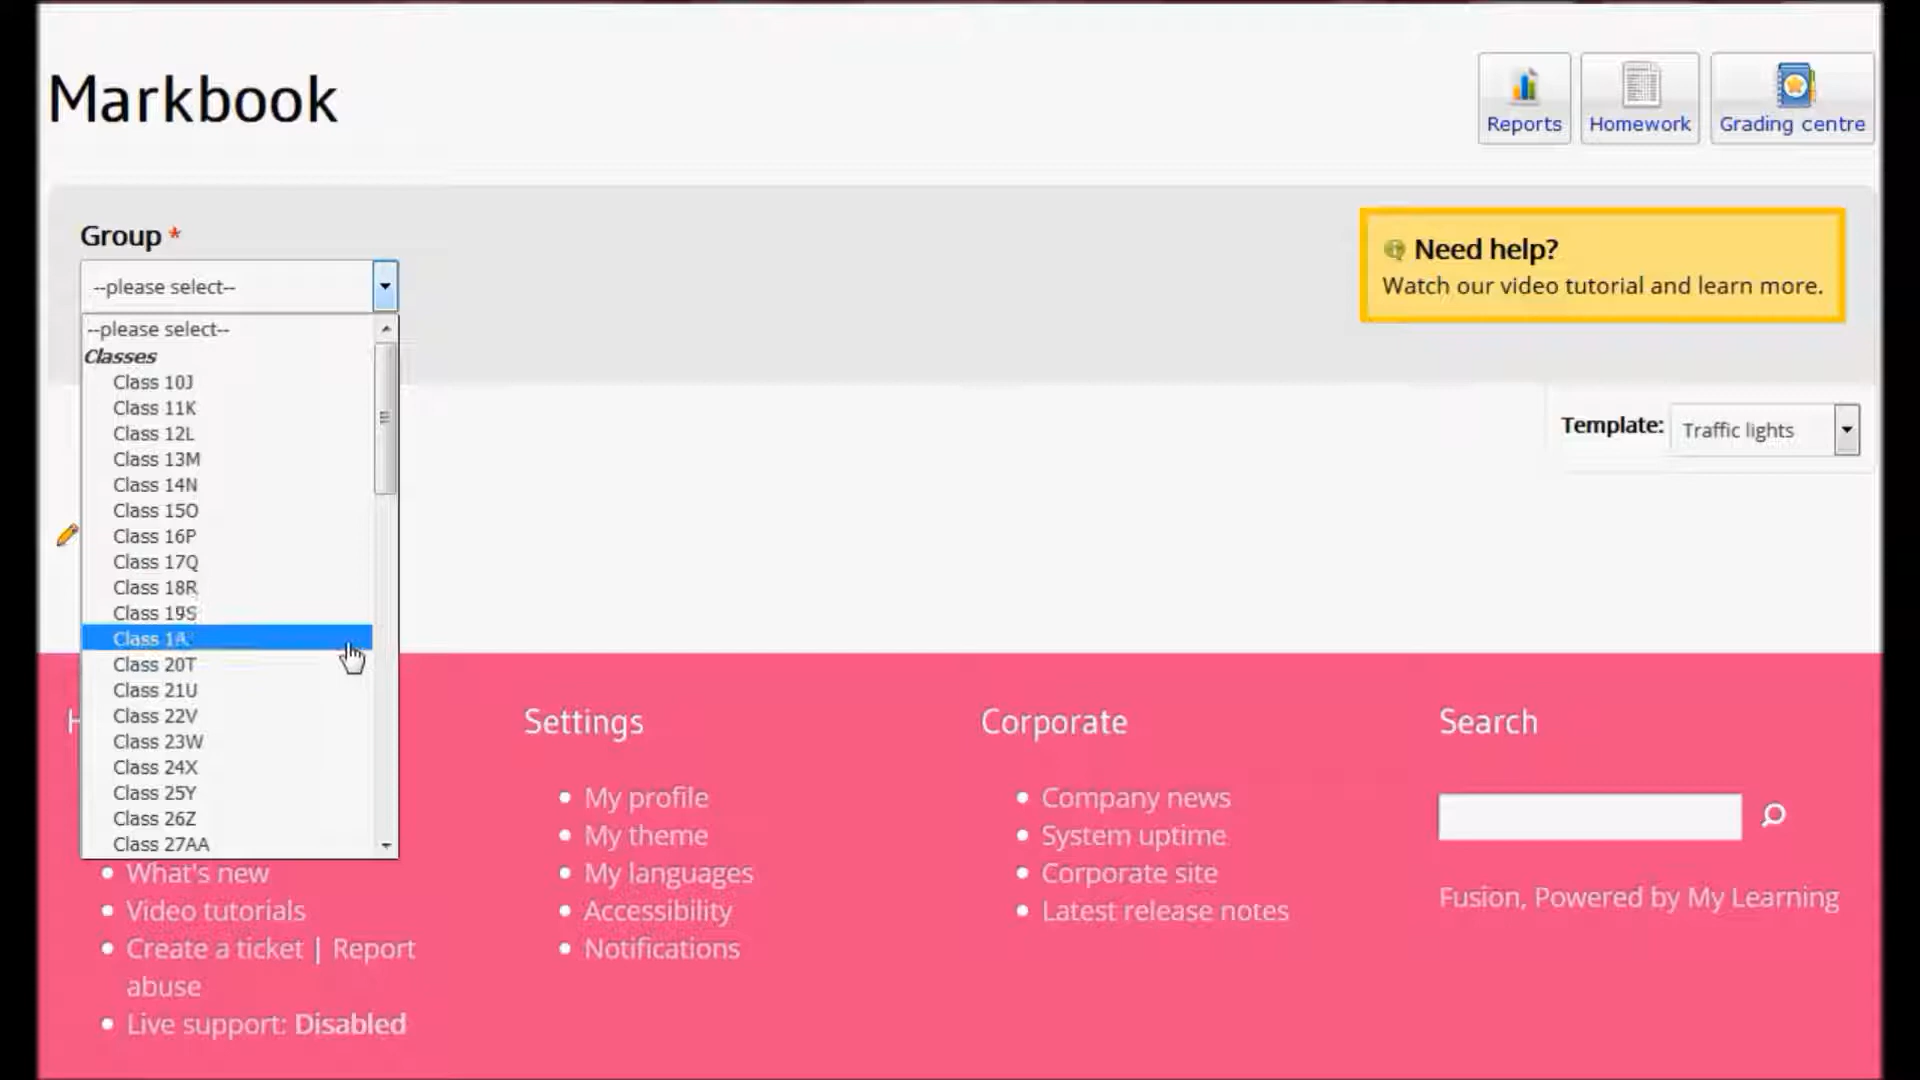 Markbook
Reports
Homework
Grading centre
Group *
--please select--
Need help?
Watch our video tutorial and learn more.
--please select--
Classes
Class 10J
Class 11K
Class 12L
Class 13M
Class 14N
Class 15O
Class 16P
Class 17Q
Class 18R
Class 19S
Class 1A
Class 20T
Class 21U
Class 22V
Class 23W
Class 24X
Class 25Y
Class 26Z
Class 27AA
Template:
Traffic lights
What's new
Video tutorials
Create a ticket | Report
abuse
Live support: Disabled
Settings
My profile
My theme
My languages
Accessibility
Notifications
Corporate
Company news
System uptime
Corporate site
Latest release notes
Search
Fusion, Powered by My Learning